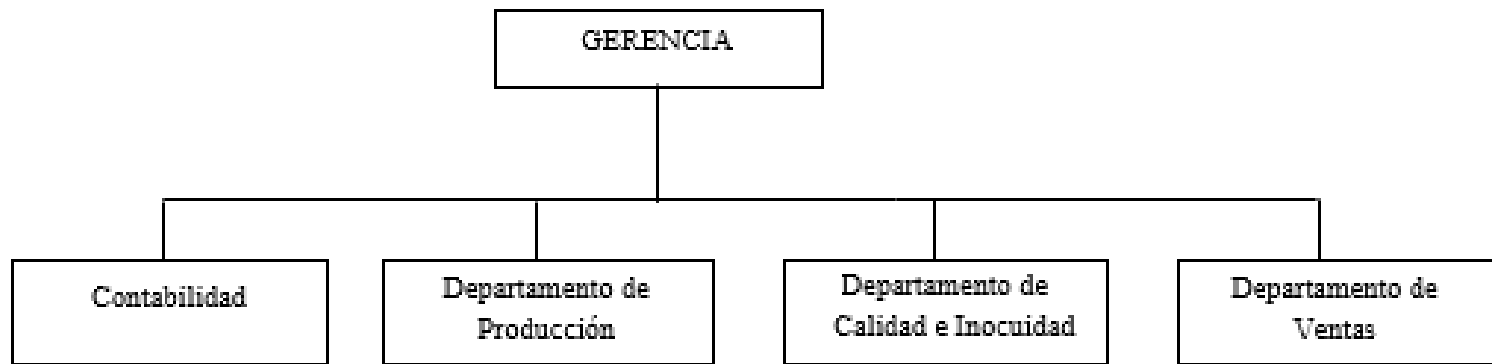 GERENCIA
Contabilidad
Departamento de
Producción
Departamento de
Calidad e Inocuidad
Departamento de
Ventas